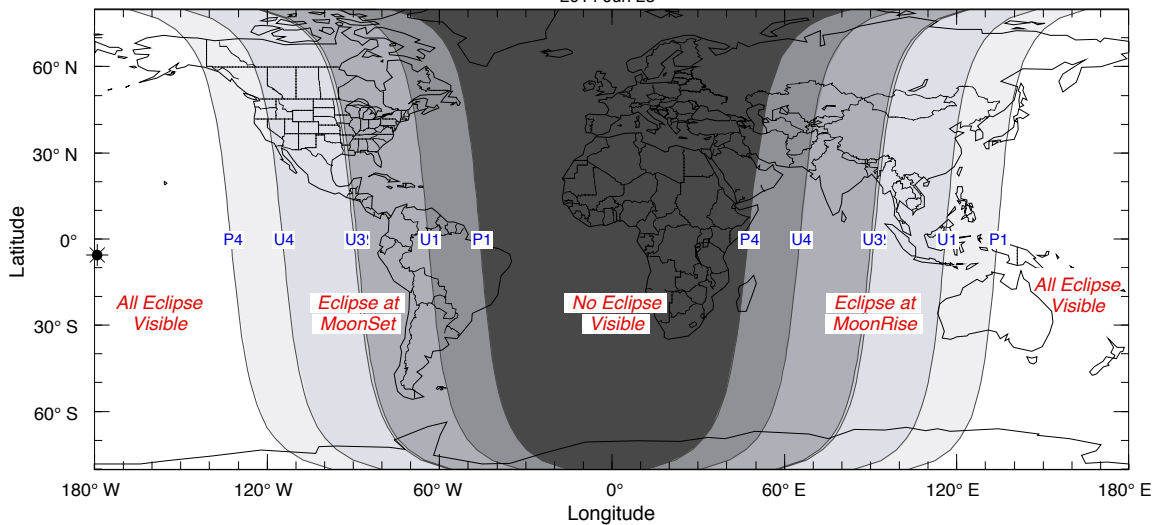 60° N
30° N
0°
30° S
60° S
Latitude
P4 U4 U3 U1 P1 P4 U4 U3 U1 P1
All Eclipse
Visible
Eclipse at
MoonSet
No Eclipse
Visible
Eclipse at
MoonRise
All Eclipse
Visible
180° W 120° W 60° W 0° 60° E 120° E 180° E
Longitude